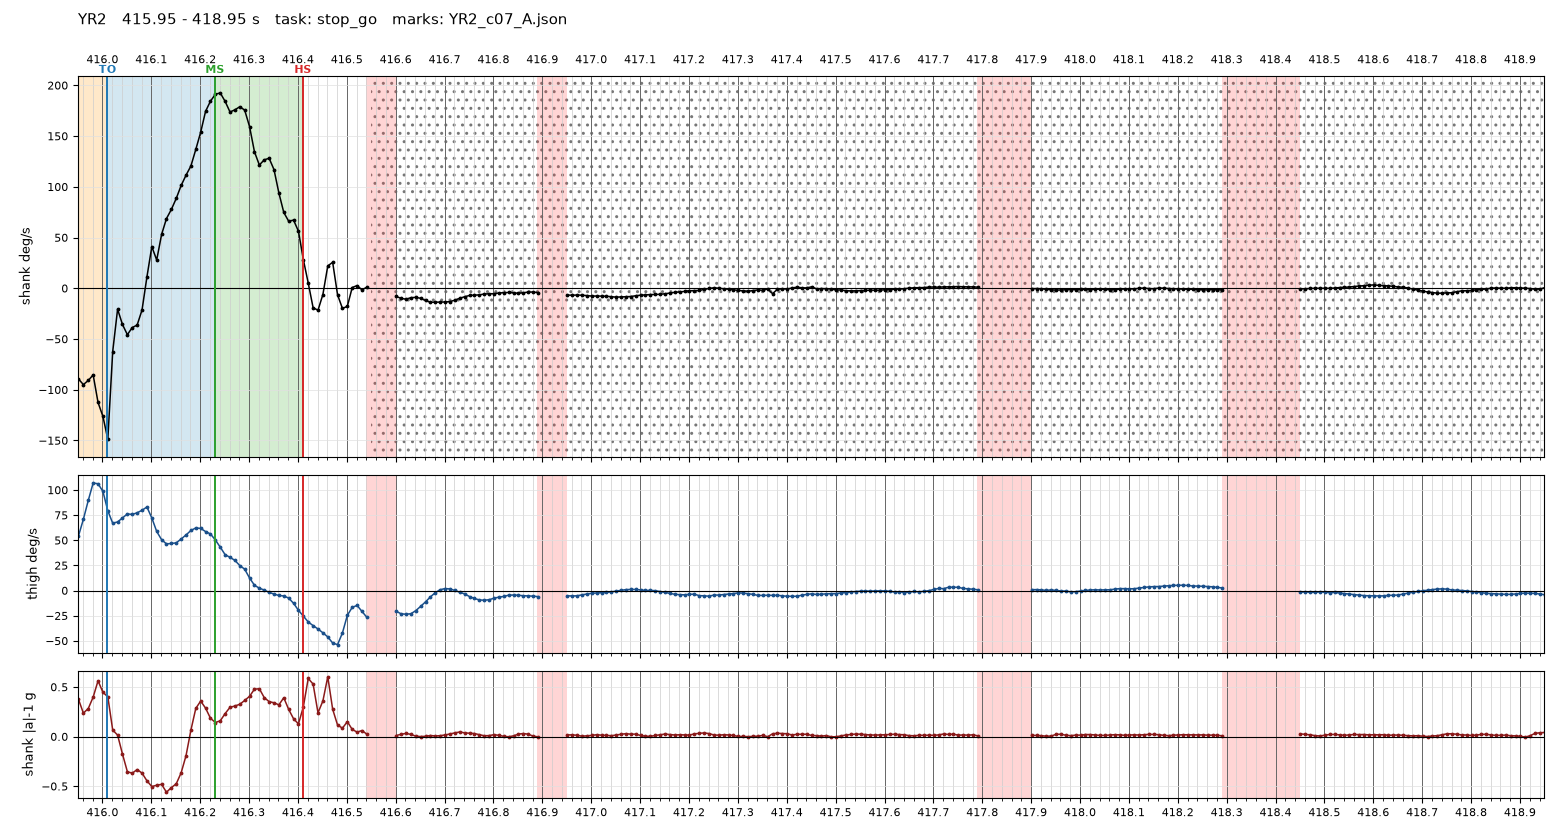 YR2   415.95 - 418.95 s   task: stop_go   marks: YR2_c07_A.json
416.0 416.1 416.2 416.3 416.4 416.5 416.6 416.7 416.8 416.9 417.0 417.1 417.2 417.3 417.4 417.5 417.6 417.7 417.8 417.9 418.0 418.1 418.2 418.3 418.4 418.5 418.6 418.7 418.8 418.9
TO MS HS
200
150
100
50
0
−50
−100
−150
shank deg/s
100
75
50
25
0
−25
−50
thigh deg/s
0.5
0.0
−0.5
shank |a|-1 g
416.0 416.1 416.2 416.3 416.4 416.5 416.6 416.7 416.8 416.9 417.0 417.1 417.2 417.3 417.4 417.5 417.6 417.7 417.8 417.9 418.0 418.1 418.2 418.3 418.4 418.5 418.6 418.7 418.8 418.9